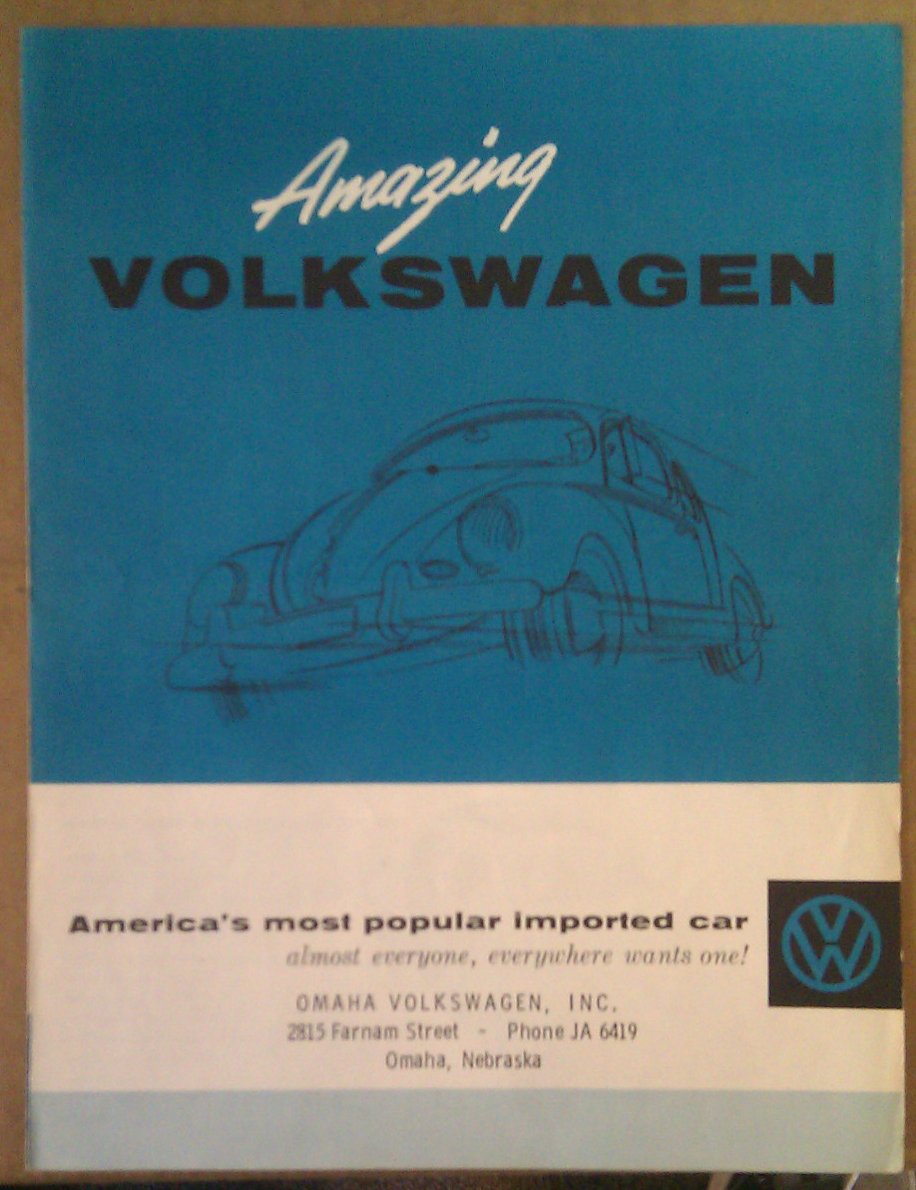 Amazing
VOLKSWAGEN
America's most popular imported car
almost everyone, everywhere wants one!
VW
OMAHA VOLKSWAGEN, INC.
2815 Farnam Street - Phone JA 6419
Omaha, Nebraska